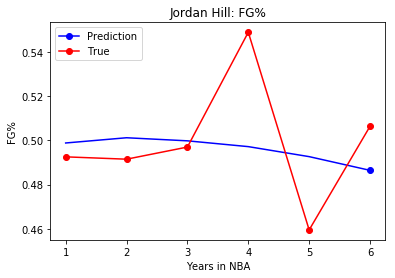 Jordan Hill: FG%
Prediction
True
FG%
0.54
0.52
0.50
0.48
0.46
1 2 3 4 5 6
Years in NBA